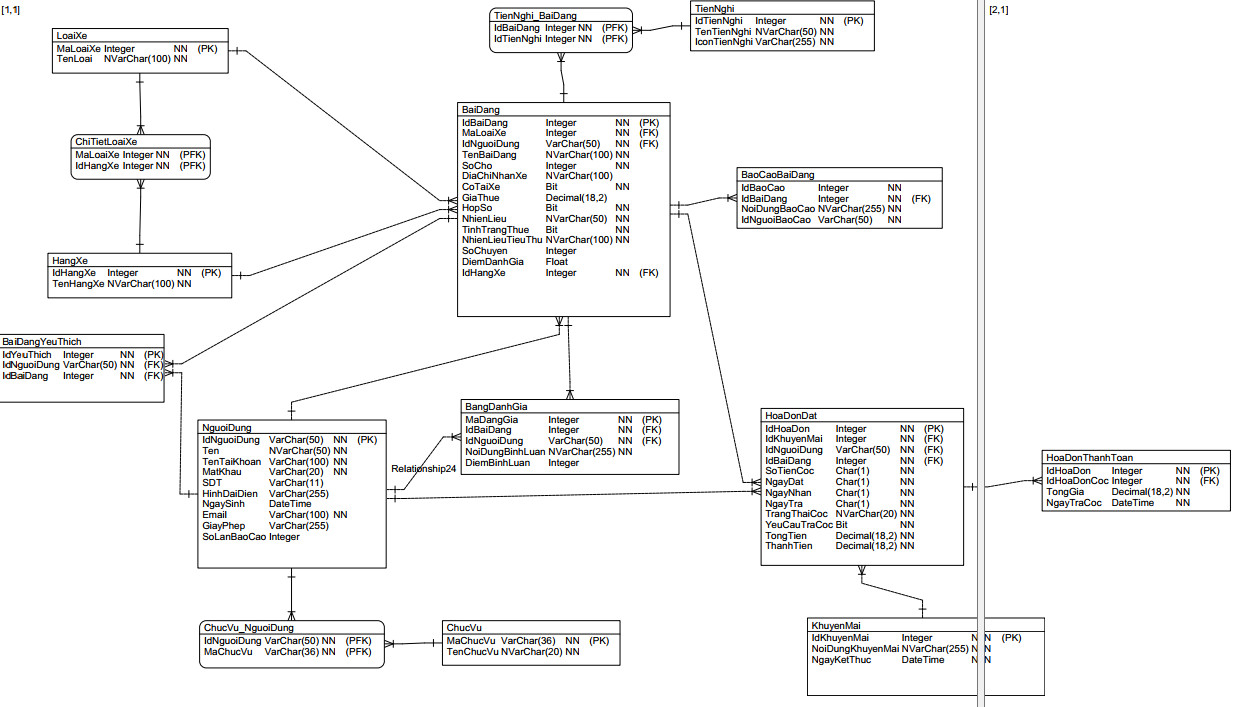 [1,1]
[2,1]
LoaiXe
MaLoaiXe Integer NN (PK)
TenLoai NVarChar(100) NN
TienNghi_BaiDang
IdBaiDang Integer NN (PFK)
IdTienNghi Integer NN (PFK)
TienNghi
IdTienNghi Integer NN (PK)
TenTienNghi NVarChar(50) NN
IconTienNghi VarChar(255) NN
ChiTietLoaiXe
MaLoaiXe Integer NN (PFK)
IdHangXe Integer NN (PFK)
BaiDang
IdBaiDang Integer NN (PK)
MaLoaiXe Integer NN (FK)
IdNguoiDung VarChar(50) NN (FK)
TenBaiDang NVarChar(100) NN
SoCho Integer NN
DiaChiNhanXe NVarChar(100)
CoTaiXe Bit NN
GiaThue Decimal(18,2)
HopSo Bit NN
NhienLieu NVarChar(50) NN
TinhTrangThue Bit NN
NhienLieuTieuThu NVarChar(100) NN
SoChuyen Integer
DiemDanhGia Float
IdHangXe Integer NN (FK)
BaoCaoBaiDang
IdBaoCao Integer NN
IdBaiDang Integer NN (FK)
NoiDungBaoCao NVarChar(255) NN
IdNguoiBaoCao VarChar(50) NN
HangXe
IdHangXe Integer NN (PK)
TenHangXe NVarChar(100) NN
BaiDangYeuThich
IdYeuThich Integer NN (PK)
IdNguoiDung VarChar(50) NN (FK)
IdBaiDang Integer NN (FK)
NguoiDung
IdNguoiDung VarChar(50) NN (PK)
Ten NVarChar(50) NN
TenTaiKhoan VarChar(100) NN
MatKhau VarChar(20) NN
SDT VarChar(11)
HinhDaiDien VarChar(255)
NgaySinh DateTime
Email VarChar(100) NN
GiayPhep VarChar(255)
SoLanBaoCao Integer
Relationship24
BangDanhGia
MaDangGia Integer NN (PK)
IdBaiDang Integer NN (FK)
IdNguoiDung VarChar(50) NN (FK)
NoiDungBinhLuan NVarChar(255) NN
DiemBinhLuan Integer
HoaDonDat
IdHoaDon Integer NN (PK)
IdKhuyenMai Integer NN (FK)
IdNguoiDung VarChar(50) NN (FK)
IdBaiDang Integer NN (FK)
SoTienCoc Char(1) NN
NgayDat Char(1) NN
NgayNhan Char(1) NN
NgayTra Char(1) NN
TrangThaiCoc NVarChar(20) NN
YeuCauTraCoc Bit NN
TongTien Decimal(18,2) NN
ThanhTien Decimal(18,2) NN
HoaDonThanhToan
IdHoaDon Integer NN (PK)
IdHoaDonCoc Integer NN (FK)
TongGia Decimal(18,2) NN
NgayTraCoc DateTime NN
ChucVu_NguoiDung
IdNguoiDung VarChar(50) NN (PFK)
MaChucVu VarChar(36) NN (PFK)
ChucVu
MaChucVu VarChar(36) NN (PK)
TenChucVu NVarChar(20) NN
KhuyenMai
IdKhuyenMai Integer NN (PK)
NoiDungKhuyenMai NVarChar(255) NN
NgayKetThuc DateTime NN